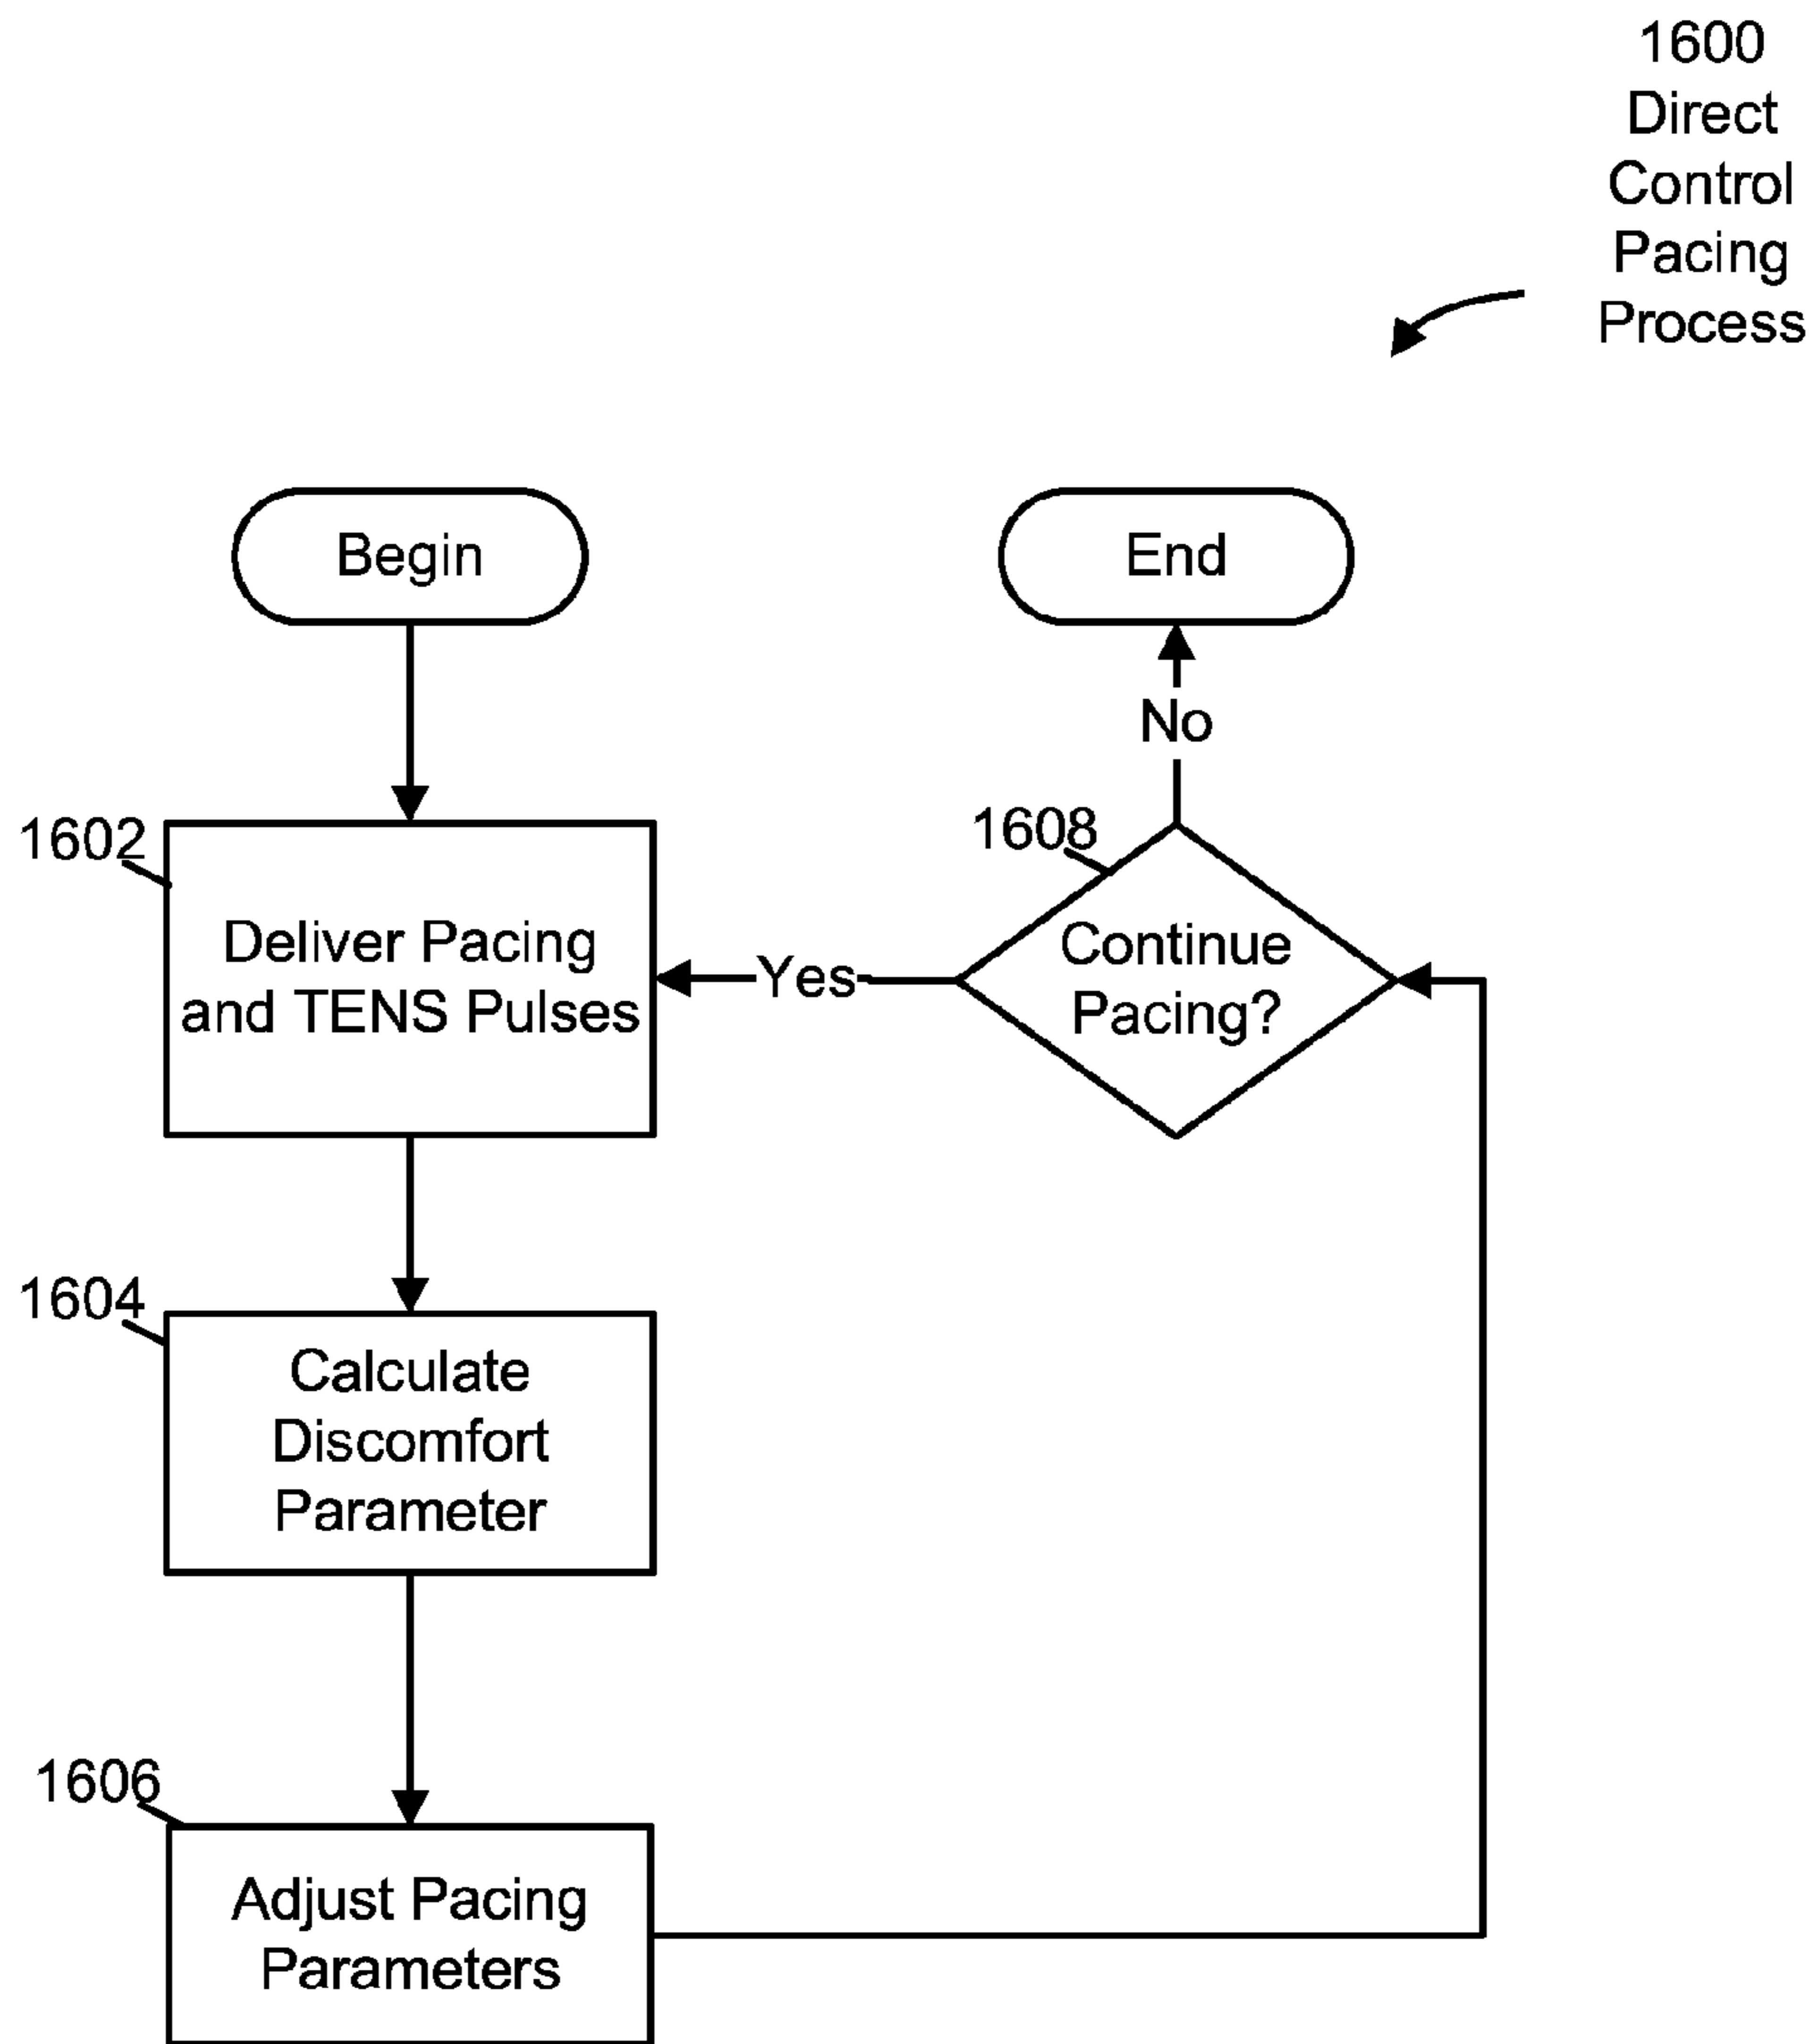 1600
Direct
Control
Pacing
Process
Begin
End
No
1602
1608
Deliver Pacing
and TENS Pulses
Yes
Continue
Pacing?
1604
Calculate
Discomfort
Parameter
1606
Adjust Pacing
Parameters